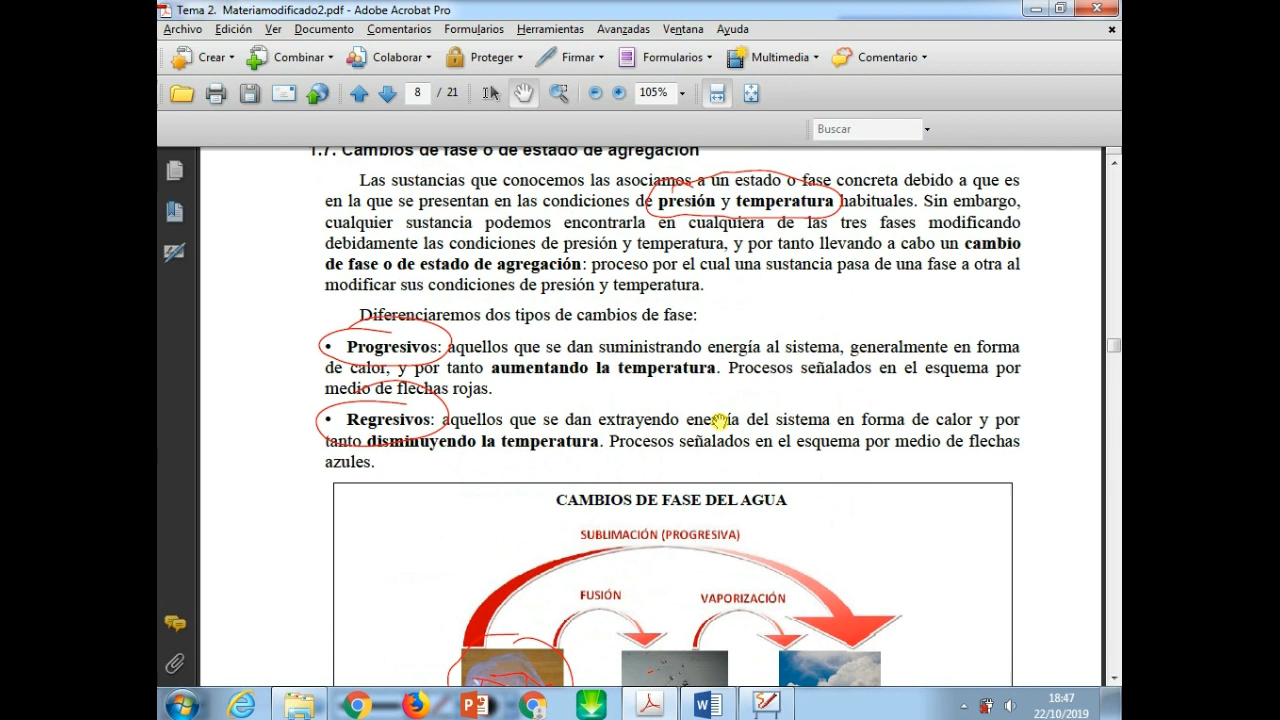 Tema 2. Materiamodificado2.pdf - Adobe Acrobat Pro
Archivo Edición Ver Documento Comentarios Formularios Herramientas Avanzadas Ventana Ayuda
Crear Combinar Colaborar Proteger Firmar Formularios Multimedia Comentario
8 / 21 105%
Buscar
1.7. Cambios de fase o de estado de agregación
Las sustancias que conocemos las asociamos a un estado o fase concreta debido a que es
en la que se presentan en las condiciones de presión y temperatura habituales. Sin embargo,
cualquier sustancia podemos encontrarla en cualquiera de las tres fases modificando
debidamente las condiciones de presión y temperatura, y por tanto llevando a cabo un cambio
de fase o de estado de agregación: proceso por el cual una sustancia pasa de una fase a otra al
modificar sus condiciones de presión y temperatura.
Diferenciaremos dos tipos de cambios de fase:
• Progresivos: aquellos que se dan suministrando energía al sistema, generalmente en forma
de calor, y por tanto aumentando la temperatura. Procesos señalados en el esquema por
medio de flechas rojas.
• Regresivos: aquellos que se dan extrayendo energía del sistema en forma de calor y por
tanto disminuyendo la temperatura. Procesos señalados en el esquema por medio de flechas
azules.
CAMBIOS DE FASE DEL AGUA
SUBLIMACIÓN (PROGRESIVA)
FUSIÓN VAPORIZACIÓN
18:47
22/10/2019